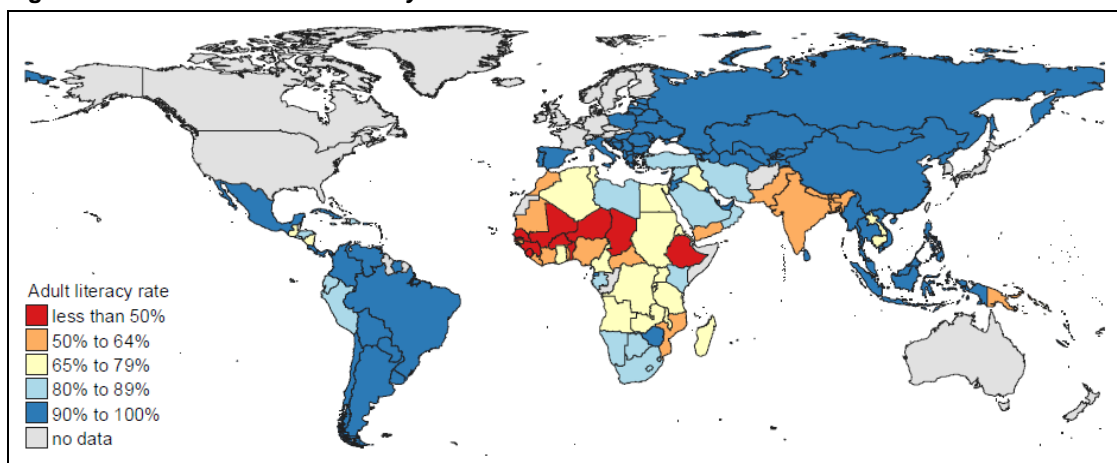 Adult literacy rate
less than 50%
50% to 64%
65% to 79%
80% to 89%
90% to 100%
no data